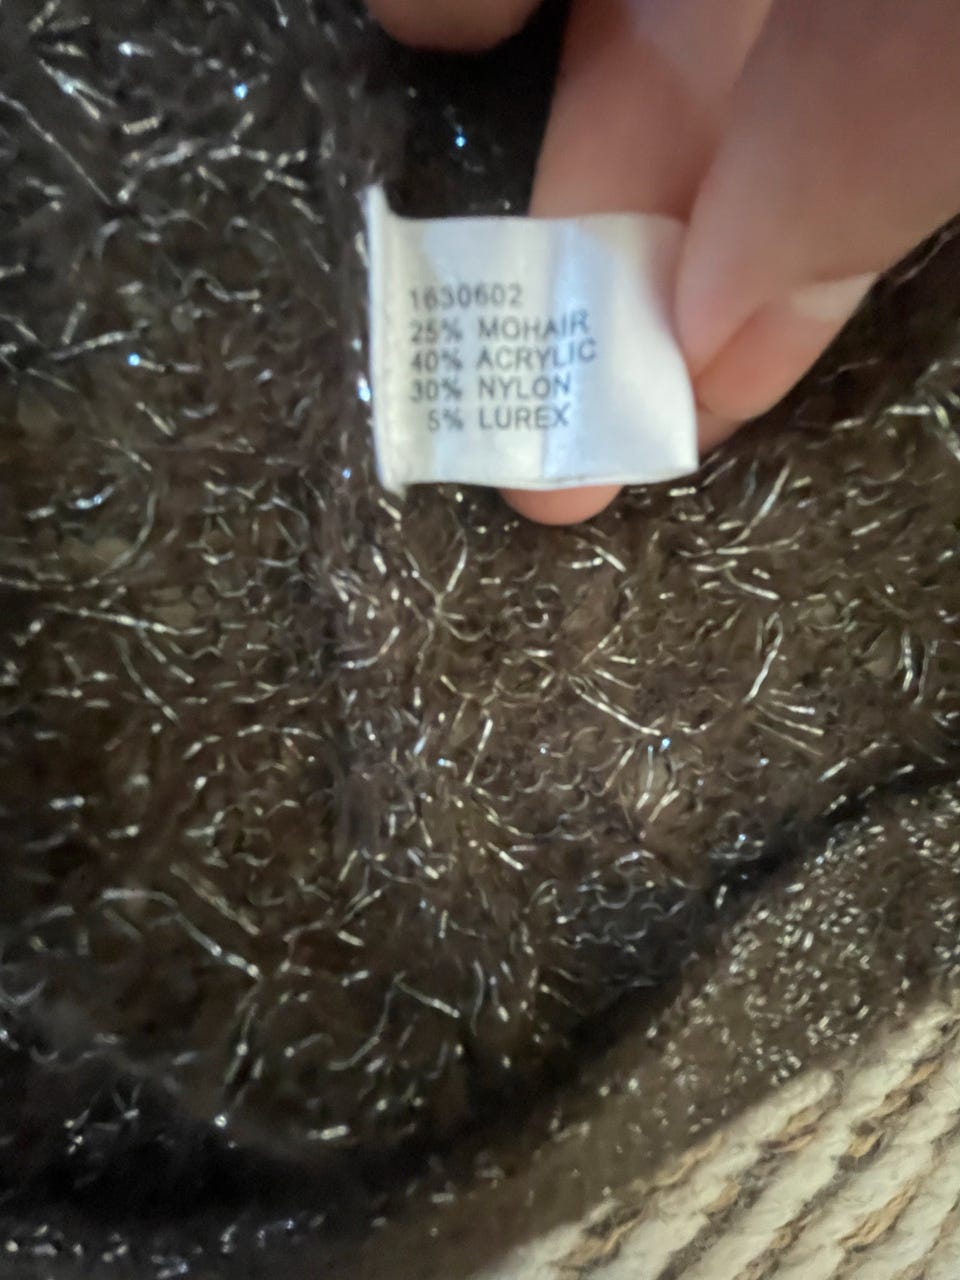 1630602
25% MOHAIR
40% ACRYLIC
30% NYLON
5% LUREX